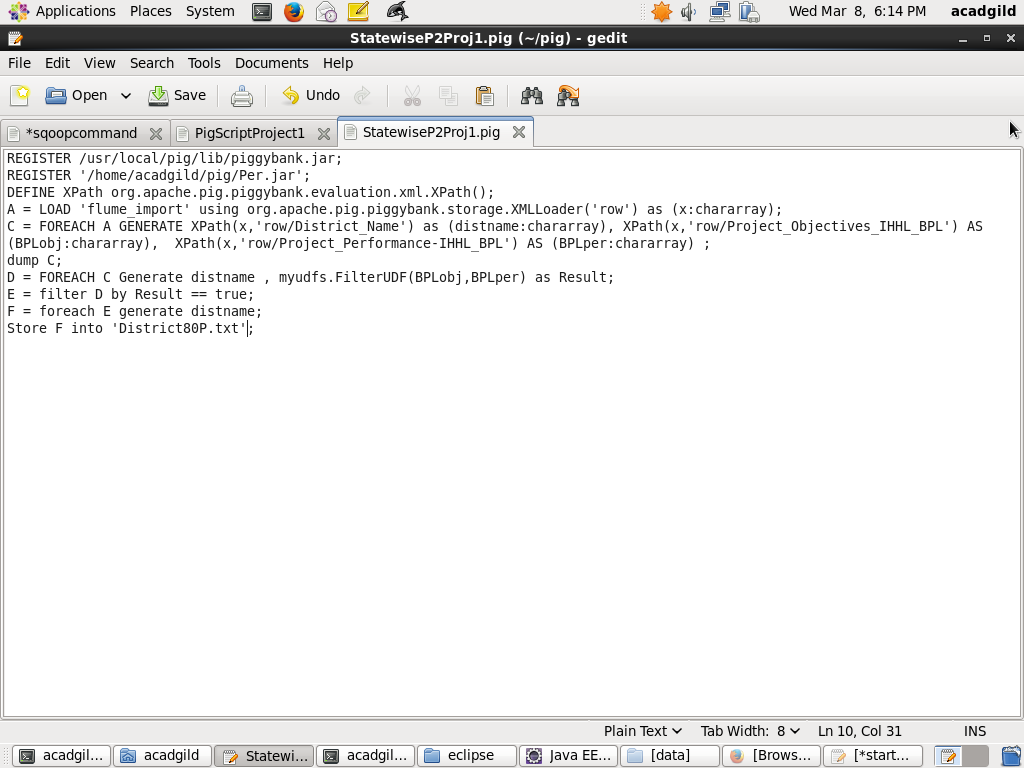 Applications Places System Wed Mar 8, 6:14 PM acadgild
StatewiseP2Proj1.pig (~/pig) - gedit
File Edit View Search Tools Documents Help
Open Save Undo
*sqoopcommand PigScriptProject1 StatewiseP2Proj1.pig
REGISTER /usr/local/pig/lib/piggybank.jar;
REGISTER '/home/acadgild/pig/Per.jar';
DEFINE XPath org.apache.pig.piggybank.evaluation.xml.XPath();
A = LOAD 'flume_import' using org.apache.pig.piggybank.storage.XMLLoader('row') as (x:chararray);
C = FOREACH A GENERATE XPath(x,'row/District_Name') as (distname:chararray), XPath(x,'row/Project_Objectives_IHHL_BPL') AS
(BPLobj:chararray),  XPath(x,'row/Project_Performance-IHHL_BPL') AS (BPLper:chararray) ;
dump C;
D = FOREACH C Generate distname , myudfs.FilterUDF(BPLobj,BPLper) as Result;
E = filter D by Result == true;
F = foreach E generate distname;
Store F into 'District80P.txt';
Plain Text Tab Width: 8 Ln 10, Col 31 INS
acadgil... acadgild Statewi... acadgil... eclipse Java EE... [data] [Brows... [*start...